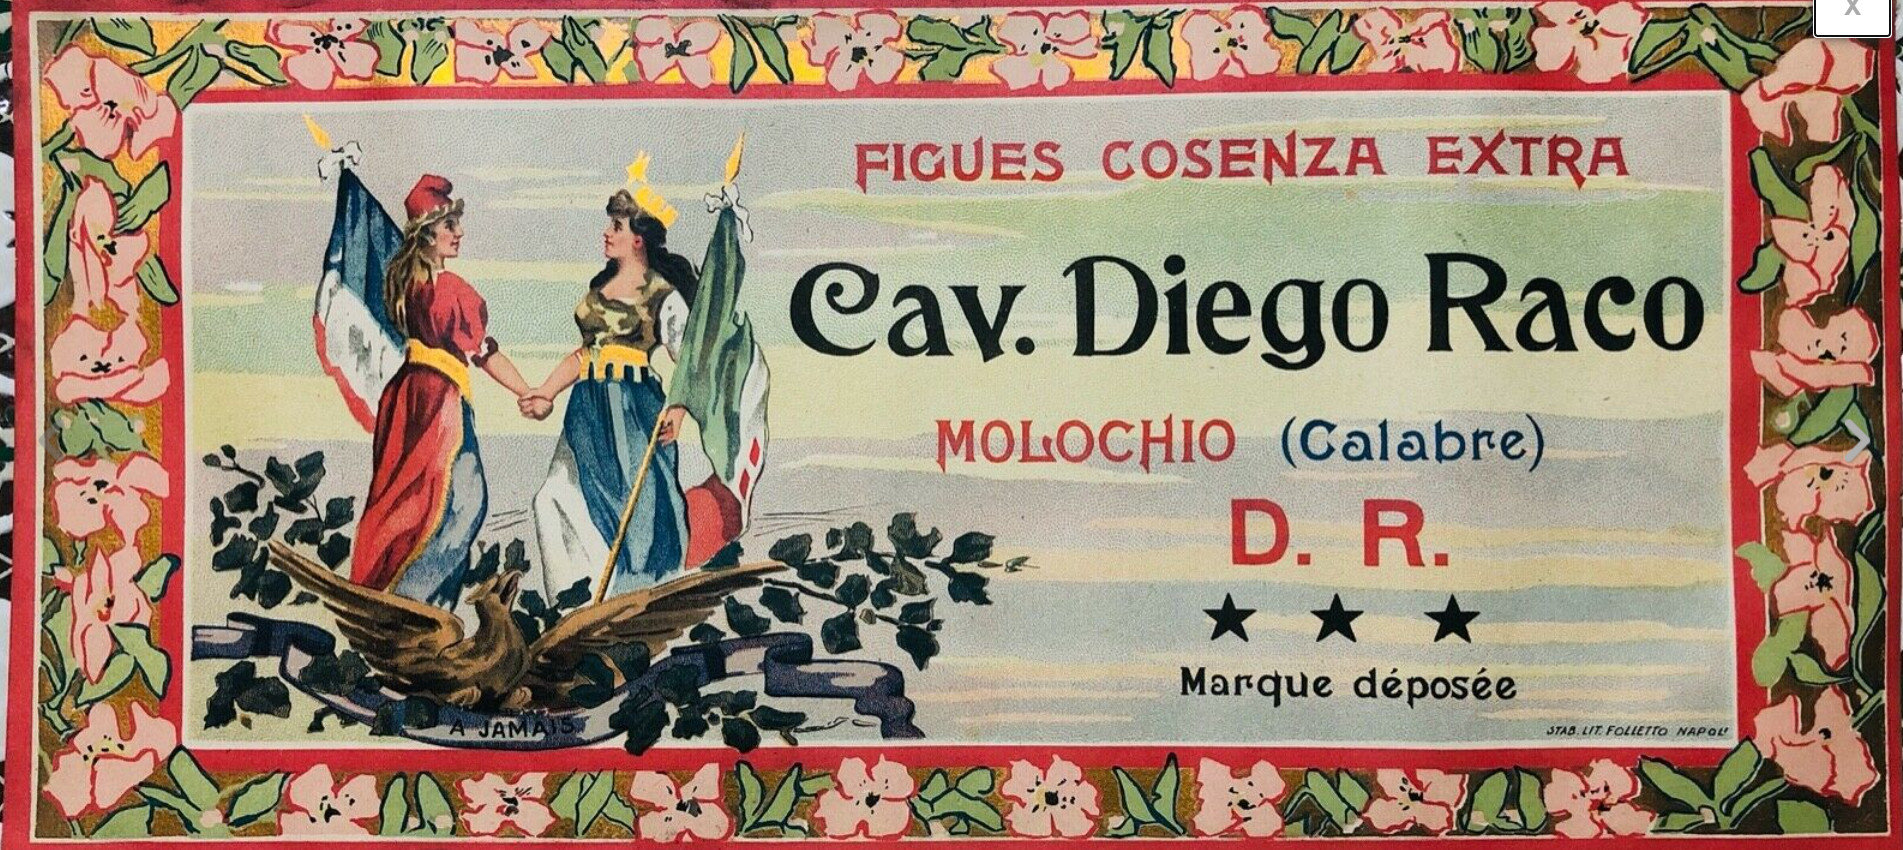 FIGUES COSENZA EXTRA
Cav. Diego Raco
MOLOCHIO (Calabre)
D. R.
★ ★ ★
Marque déposée
A JAMAIS
STAB. LIT. FOLLETTO NAPOLI
X